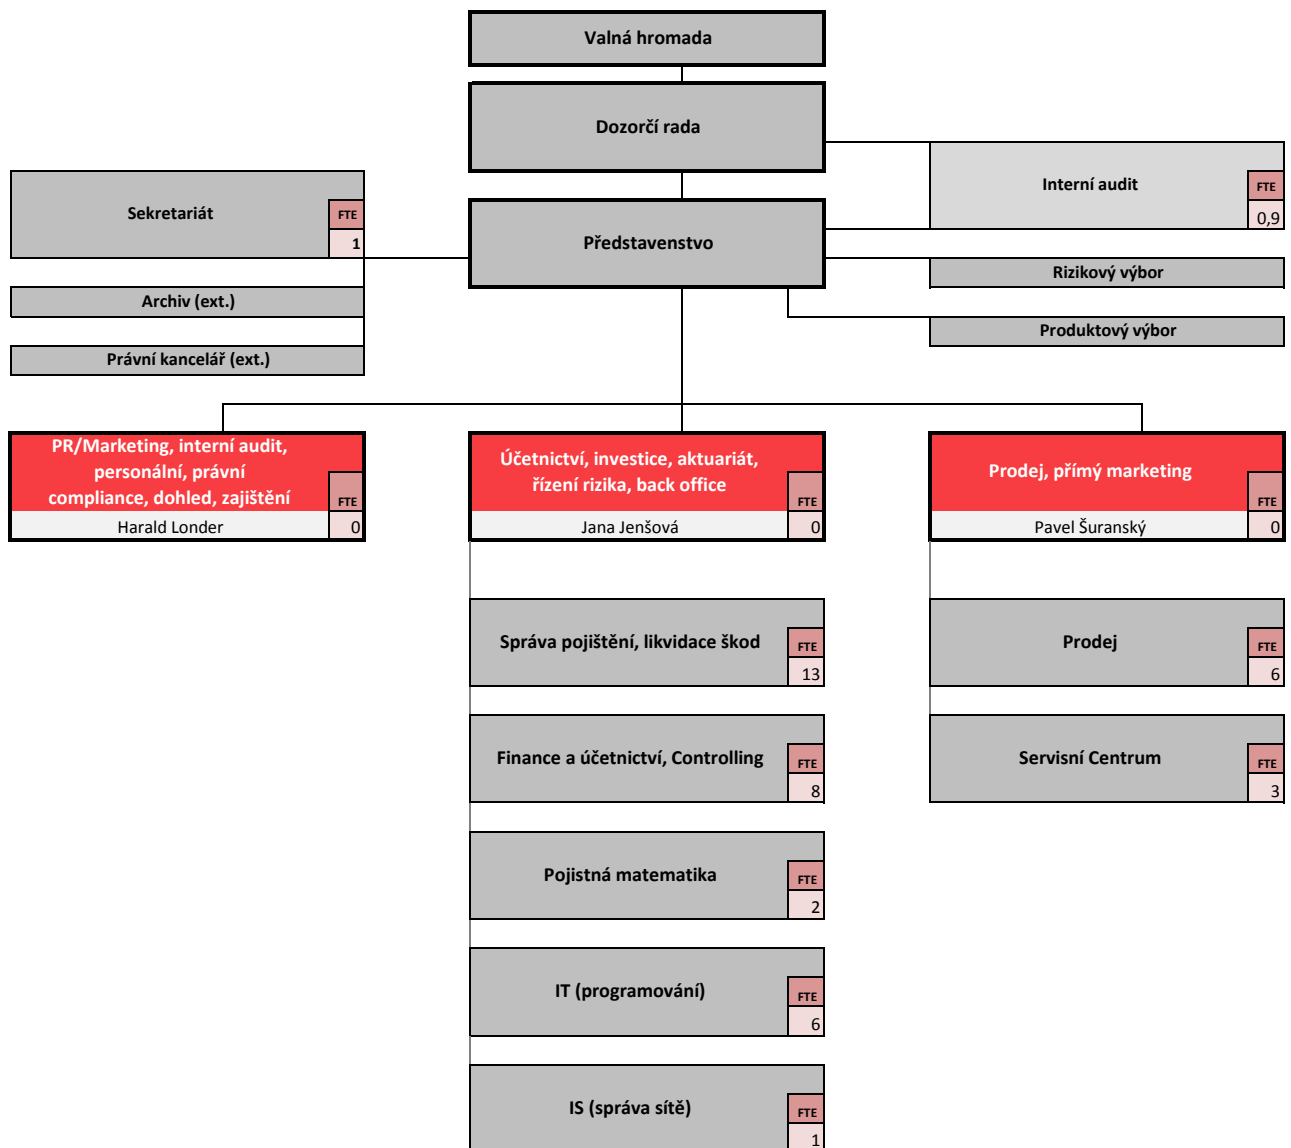 Valná hromada
Dozorčí rada
Interní audit
FTE
0,9
Sekretariát
FTE
1
Představenstvo
Rizikový výbor
Archiv (ext.)
Produktový výbor
Právní kancelář (ext.)
PR/Marketing, interní audit,
personální, právní
compliance, dohled, zajištění
FTE
Harald Londer
0
Účetnictví, investice, aktuariát,
řízení rizika, back office
FTE
Jana Jenšová
0
Prodej, přímý marketing
FTE
Pavel Šuranský
0
Správa pojištění, likvidace škod
FTE
13
Prodej
FTE
6
Finance a účetnictví, Controlling
FTE
8
Servisní Centrum
FTE
3
Pojistná matematika
FTE
2
IT (programování)
FTE
6
IS (správa sítě)
FTE
1